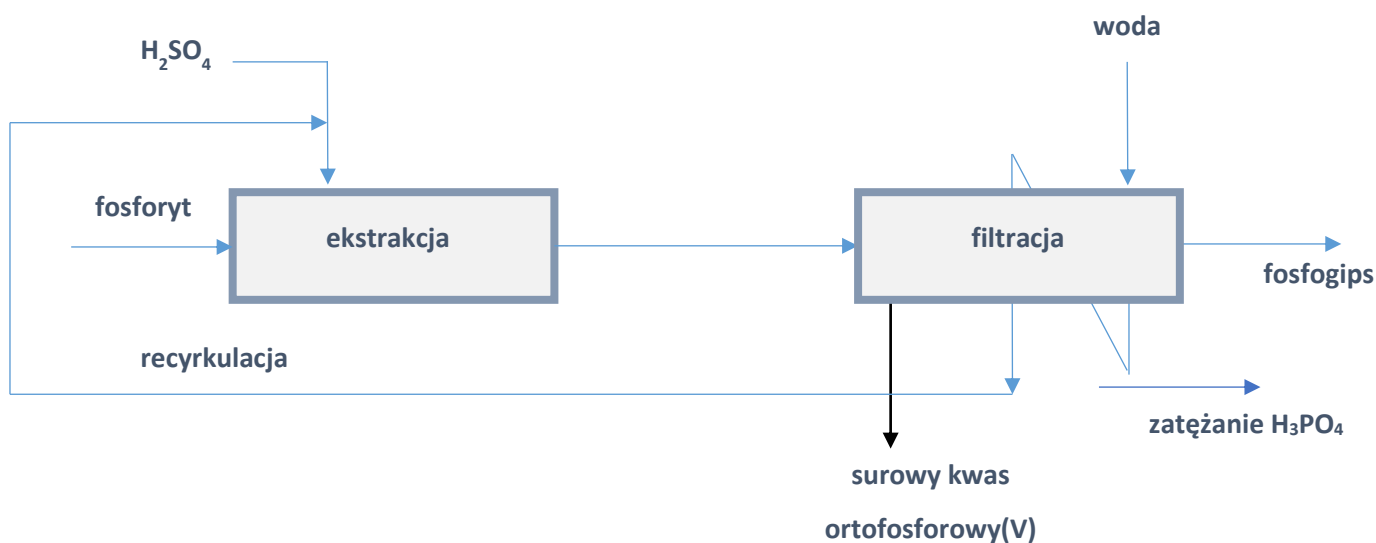 woda
H₂SO₄
fosforyt
ekstrakcja
filtracja
fosfogips
recyrkulacja
zatężanie H₃PO₄
surowy kwas
ortofosforowy(V)